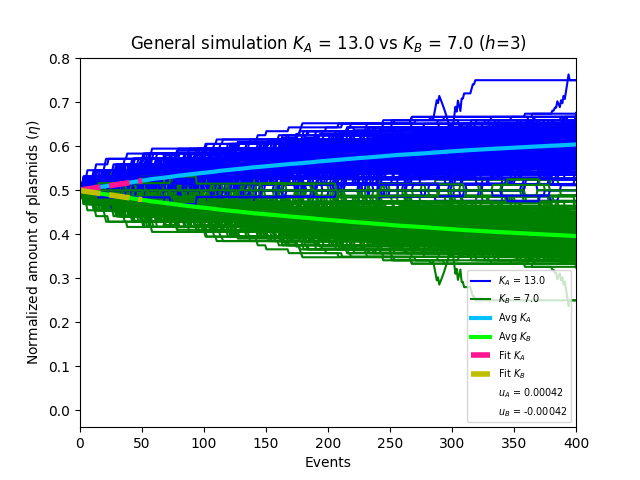 General simulation K_A = 13.0 vs K_B = 7.0 (h=3)
Normalized amount of plasmids (η)
0.8
0.7
0.6
0.5
0.4
0.3
0.2
0.1
0.0
K_A = 13.0
K_B = 7.0
Avg K_A
Avg K_B
Fit K_A
Fit K_B
u_A = 0.00042
u_B = -0.00042
0 50 100 150 200 250 300 350 400
Events